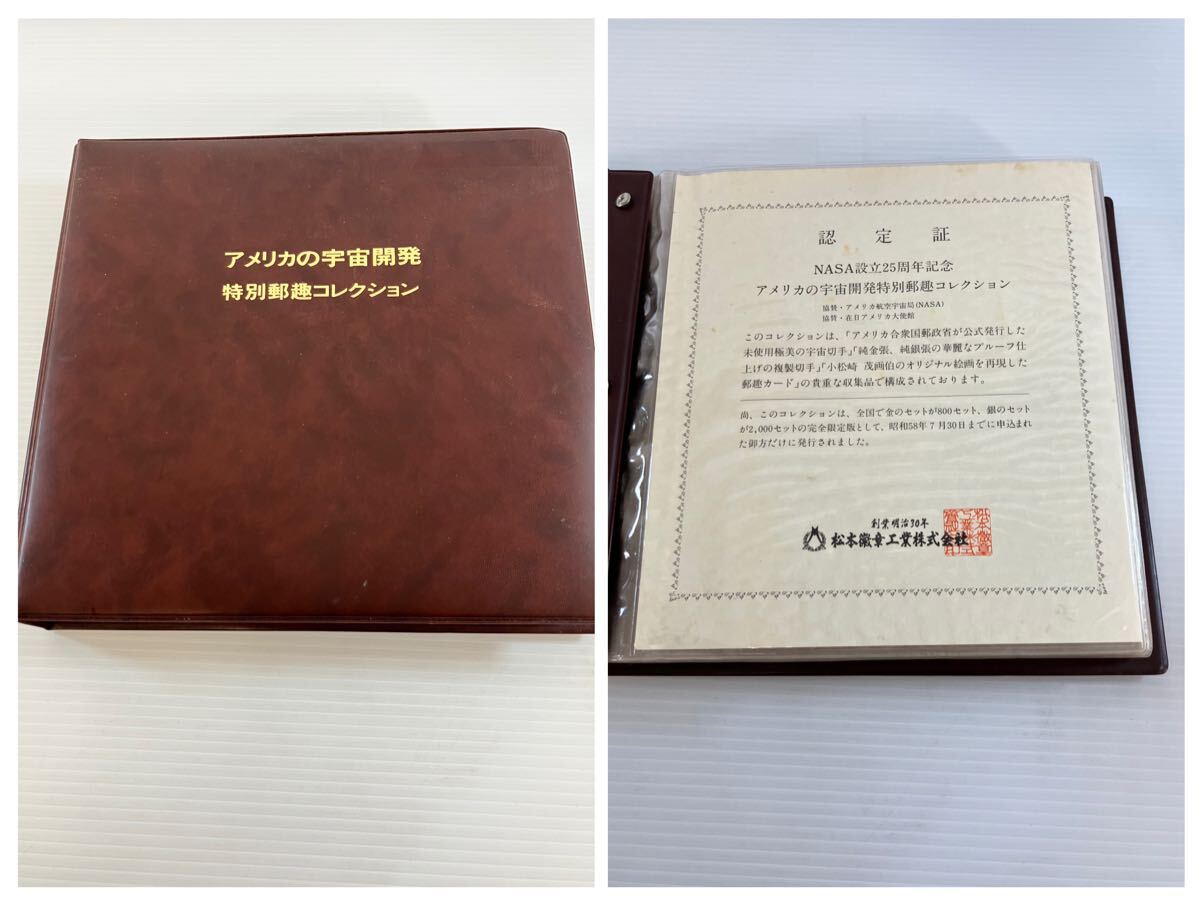 アメリカの宇宙開発
特別郵趣コレクション
認定証
NASA設立25周年記念
アメリカの宇宙開発特別郵趣コレクション
協賛・アメリカ航空宇宙局(NASA)
協賛・在日アメリカ大使館
このコレクションは、「アメリカ合衆国郵政省が公式発行した
未使用極美の宇宙切手」「純金張、純銀張の華麗なプルーフ仕
上げの複製切手」「小松崎 茂画伯のオリジナル絵画を再現した
郵趣カード」の貴重な収集品で構成されております。
尚、このコレクションは、全国で金のセットが800セット、銀のセット
が2,000セットの完全限定版として、昭和58年7月30日までに申込まれ
た御方だけに発行されました。
創業明治30年
松本徽章工業株式会社